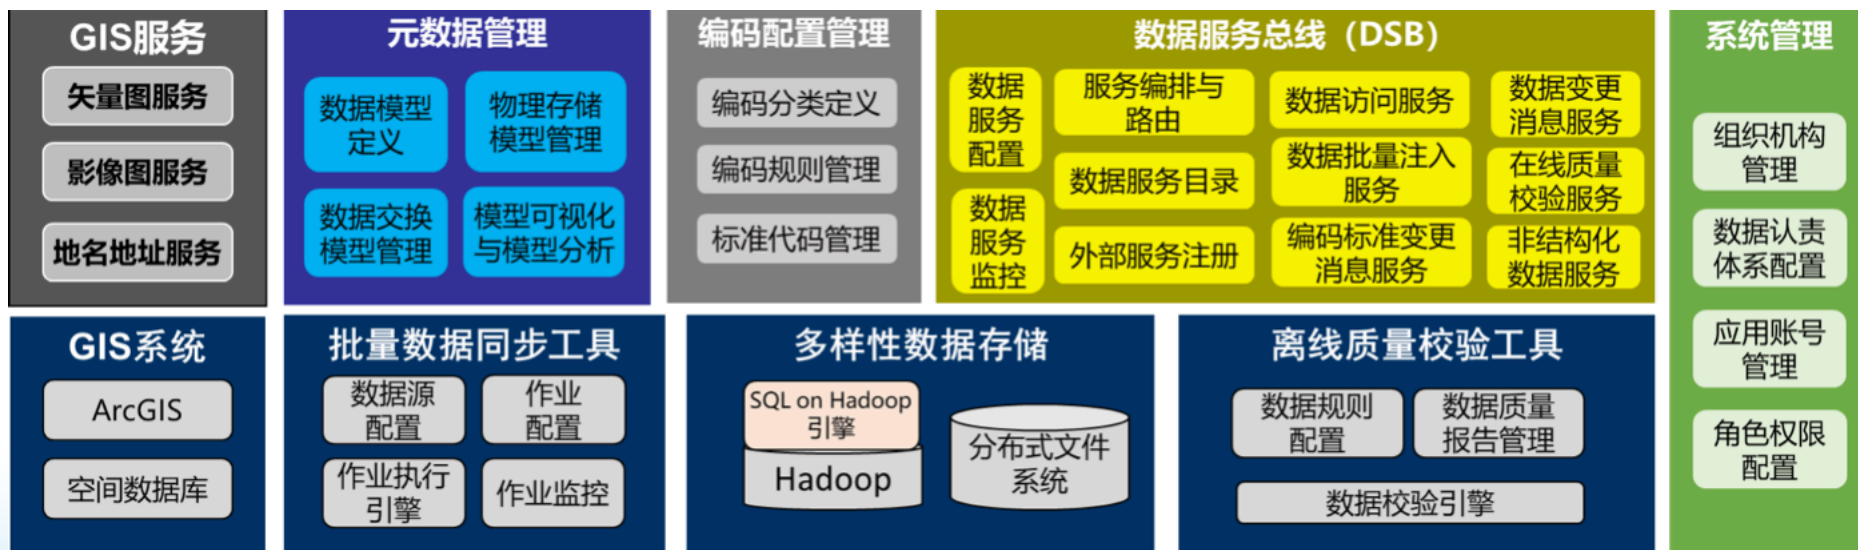 GIS服务
矢量图服务
影像图服务
地名地址服务
元数据管理
数据模型
定义
物理存储
模型管理
数据交换
模型管理
模型可视化
与模型分析
编码配置管理
编码分类定义
编码规则管理
标准代码管理
数据服务总线（DSB）
数据
服务
配置
数据
服务
监控
服务编排与
路由
数据服务目录
外部服务注册
数据访问服务
数据批量注入
服务
编码标准变更
消息服务
数据变更
消息服务
在线质量
校验服务
非结构化
数据服务
系统管理
组织机构
管理
数据认责
体系配置
应用账号
管理
角色权限
配置
GIS系统
ArcGIS
空间数据库
批量数据同步工具
数据源
配置
作业
配置
作业执行
引擎
作业监控
多样性数据存储
SQL on Hadoop
引擎
Hadoop
分布式文件
系统
离线质量校验工具
数据规则
配置
数据质量
报告管理
数据校验引擎